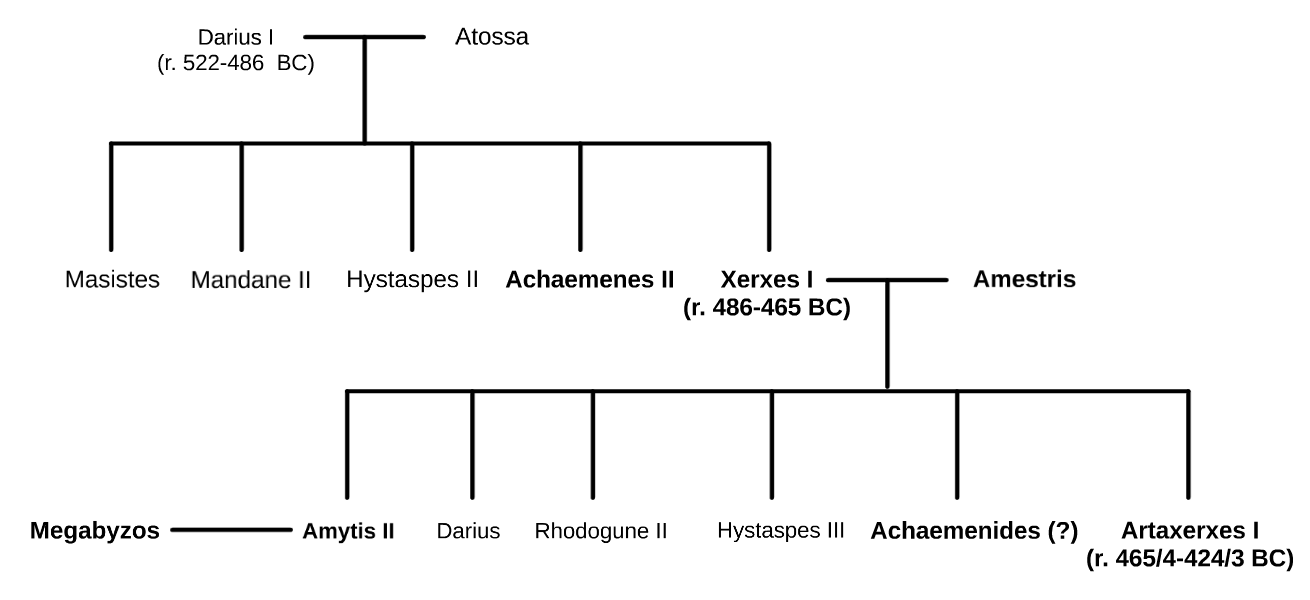 Darius I
(r. 522-486 BC)
Atossa
Masistes
Mandane II
Hystaspes II
Achaemenes II
Xerxes I
(r. 486-465 BC)
Amestris
Megabyzos
Amytis II
Darius
Rhodogune II
Hystaspes III
Achaemenides (?)
Artaxerxes I
(r. 465/4-424/3 BC)